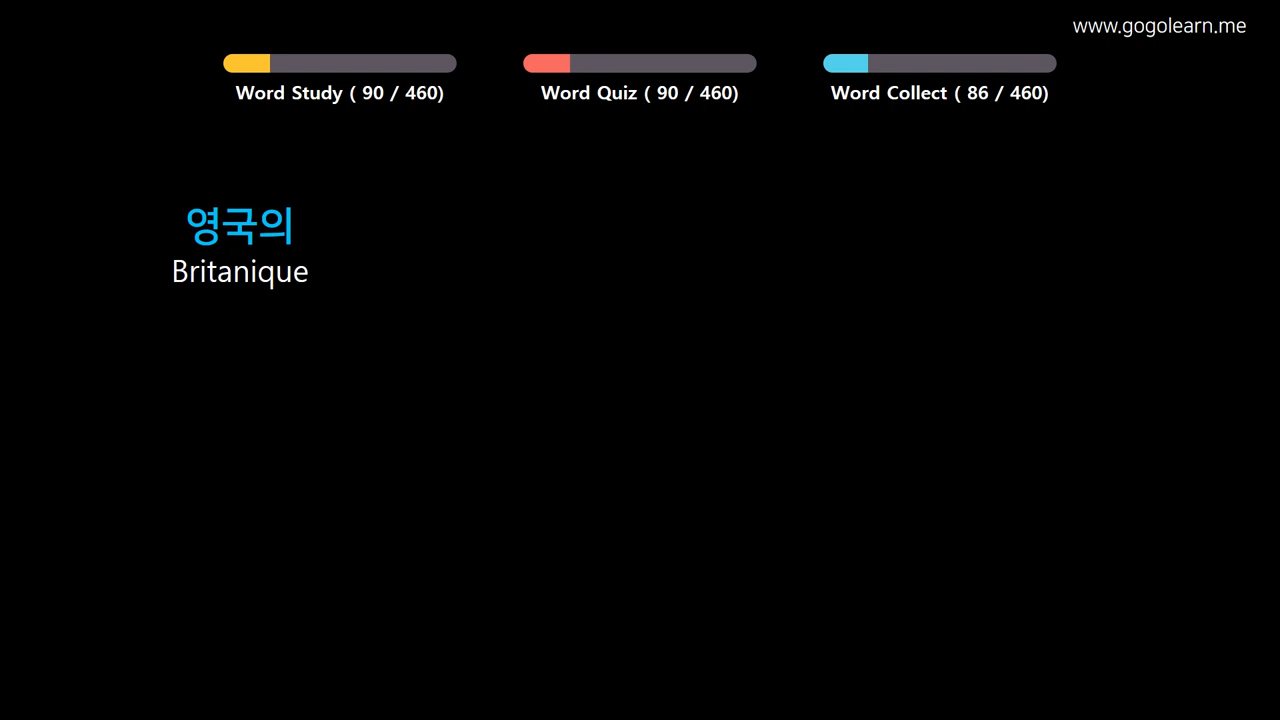 www.gogolearn.me
Word Study ( 90 / 460)
Word Quiz ( 90 / 460)
Word Collect ( 86 / 460)
영국의
Britanique